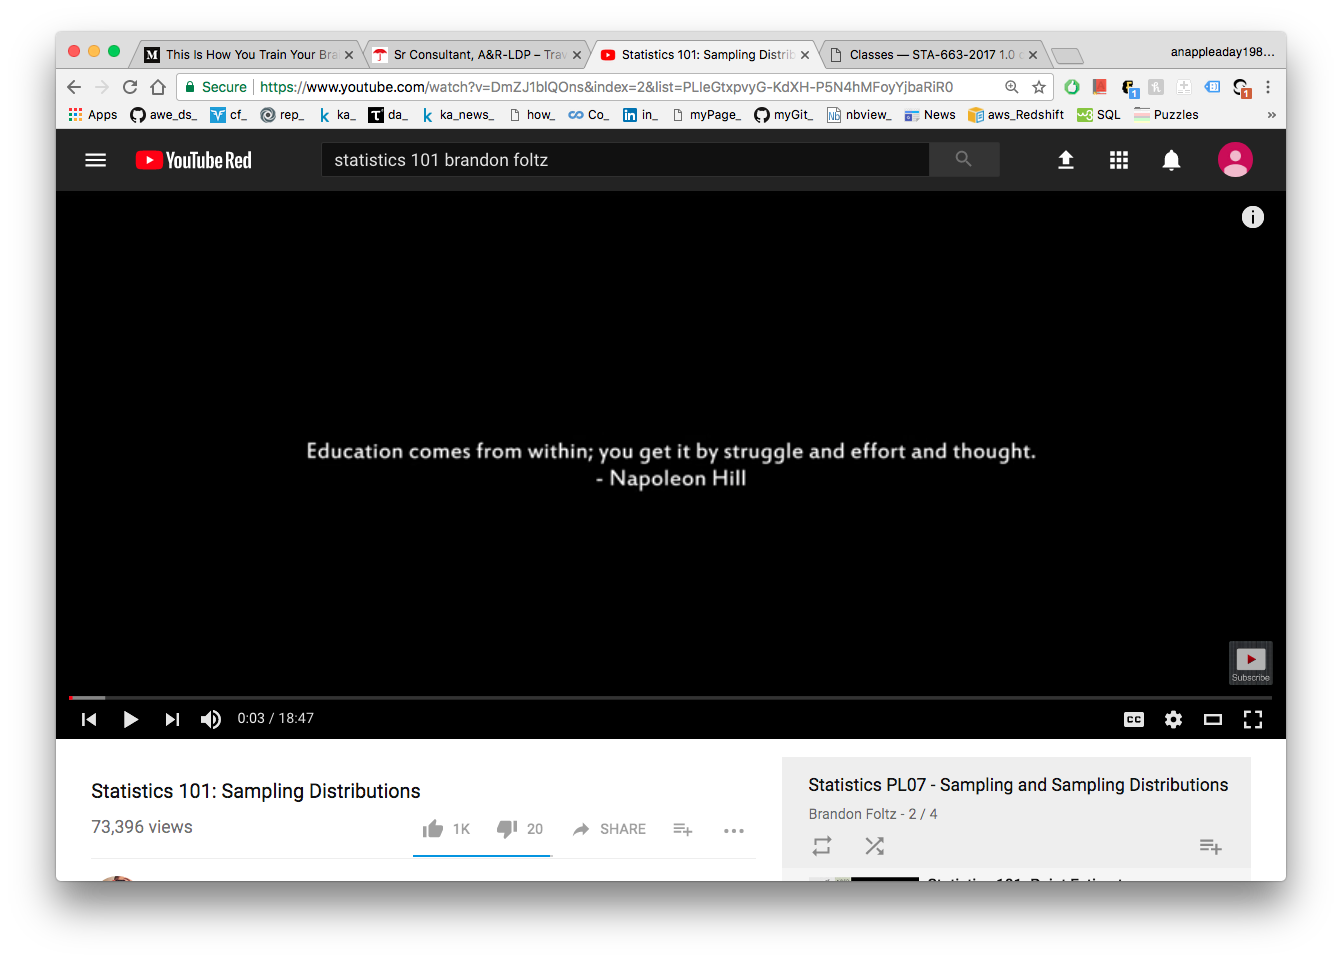 This Is How You Train Your Bra
Sr Consultant, A&R-LDP – Trav
Statistics 101: Sampling Distrib
Classes — STA-663-2017 1.0 d
anappleaday198...
Secure https://www.youtube.com/watch?v=DmZJ1blQOns&index=2&list=PLIeGtxpvyG-KdXH-P5N4hMFoyYjbaRiR0
Apps awe_ds_ cf_ rep_ ka_ da_ ka_news_ how_ Co_ in_ myPage_ myGit_ nbview_ News aws_Redshift SQL Puzzles »
YouTube Red
statistics 101 brandon foltz
Education comes from within; you get it by struggle and effort and thought.
- Napoleon Hill
Subscribe
0:03 / 18:47
CC
Statistics 101: Sampling Distributions
73,396 views
1K 20 SHARE
Statistics PL07 - Sampling and Sampling Distributions
Brandon Foltz - 2 / 4